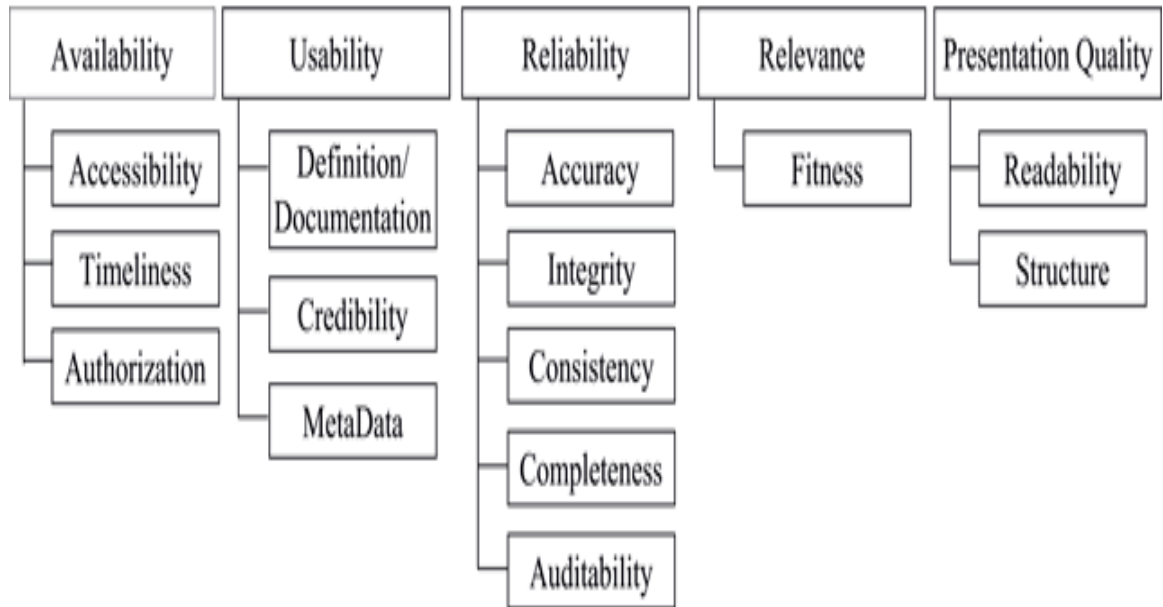 Availability
Usability
Reliability
Relevance
Presentation Quality
Accessibility
Timeliness
Authorization
Definition/
Documentation
Credibility
MetaData
Accuracy
Integrity
Consistency
Completeness
Auditability
Fitness
Readability
Structure